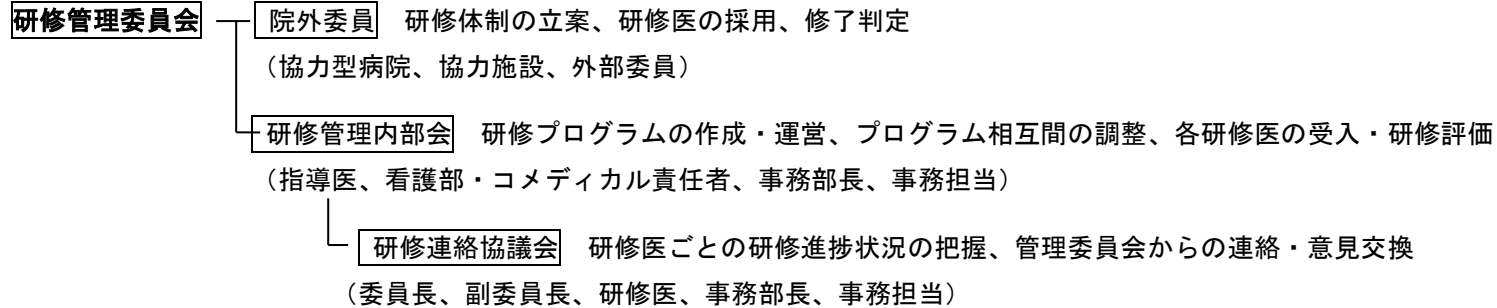 研修管理委員会 院外委員 研修体制の立案、研修医の採用、修了判定
（協力型病院、協力施設、外部委員）
研修管理内部会 研修プログラムの作成・運営、プログラム相互間の調整、各研修医の受入・研修評価
（指導医、看護部・コメディカル責任者、事務部長、事務担当）
研修連絡協議会 研修医ごとの研修進捗状況の把握、管理委員会からの連絡・意見交換
（委員長、副委員長、研修医、事務部長、事務担当）